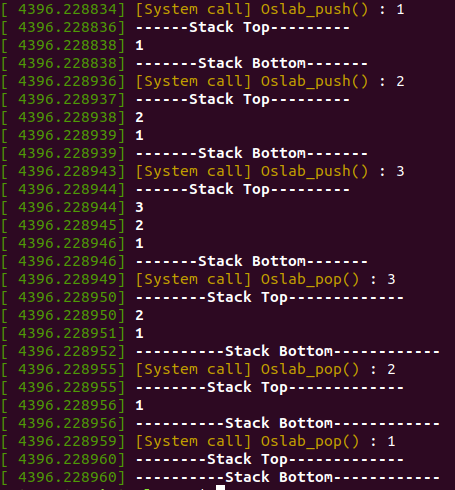 [ 4396.228834] [System call] Oslab_push() : 1
[ 4396.228836] ------Stack Top---------
[ 4396.228838] 1
[ 4396.228838] -------Stack Bottom-------
[ 4396.228936] [System call] Oslab_push() : 2
[ 4396.228937] ------Stack Top---------
[ 4396.228938] 2
[ 4396.228939] 1
[ 4396.228939] -------Stack Bottom-------
[ 4396.228943] [System call] Oslab_push() : 3
[ 4396.228944] ------Stack Top---------
[ 4396.228944] 3
[ 4396.228945] 2
[ 4396.228946] 1
[ 4396.228946] -------Stack Bottom-------
[ 4396.228949] [System call] Oslab_pop() : 3
[ 4396.228950] --------Stack Top-------------
[ 4396.228950] 2
[ 4396.228951] 1
[ 4396.228952] ----------Stack Bottom------------
[ 4396.228955] [System call] Oslab_pop() : 2
[ 4396.228955] --------Stack Top-------------
[ 4396.228956] 1
[ 4396.228956] ----------Stack Bottom------------
[ 4396.228959] [System call] Oslab_pop() : 1
[ 4396.228960] --------Stack Top-------------
[ 4396.228960] ----------Stack Bottom------------